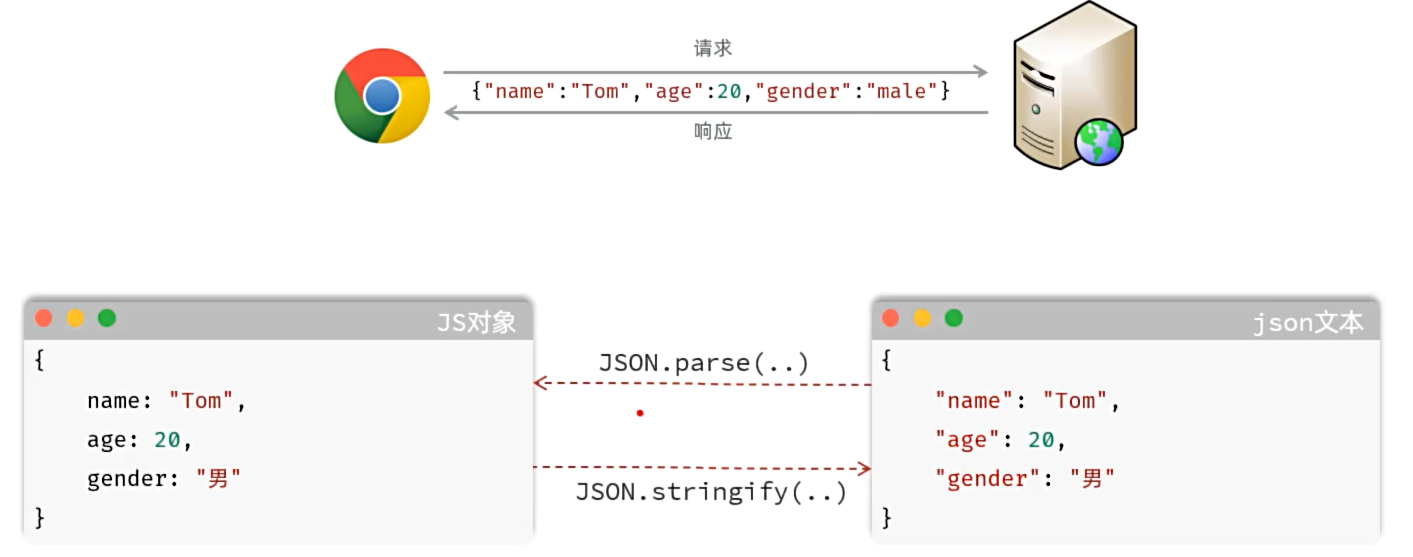 请求
{"name":"Tom","age":20,"gender":"male"}
响应
JS对象
{
name: "Tom",
age: 20,
gender: "男"
}
JSON.parse(..)
JSON.stringify(..)
json文本
{
"name": "Tom",
"age": 20,
"gender": "男"
}